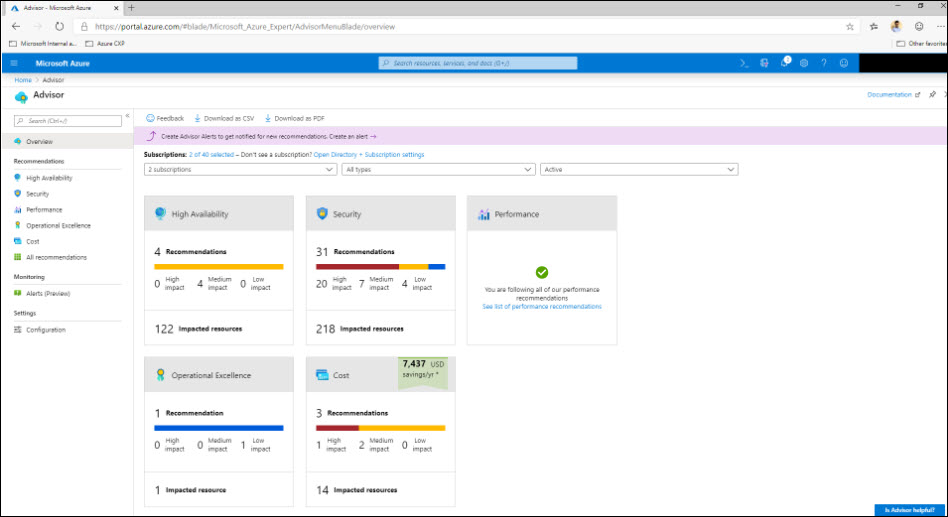 Advisor - Microsoft Azure
https://portal.azure.com/#blade/Microsoft_Azure_Expert/AdvisorMenuBlade/overview
Microsoft Internal a... Azure CXP Other favorites
Microsoft Azure Search resources, services, and docs (G+/)
Home > Advisor
Advisor Documentation
Search (Ctrl+/) Feedback Download as CSV Download as PDF
Overview
Recommendations
High Availability
Security
Performance
Operational Excellence
Cost
All recommendations
Monitoring
Alerts (Preview)
Settings
Configuration
Create Advisor Alerts to get notified for new recommendations. Create an alert →
Subscriptions: 2 of 40 selected – Don't see a subscription? Open Directory + Subscription settings
2 subscriptions All types Active
High Availability
4 Recommendations
0 High impact 4 Medium impact 0 Low impact
122 Impacted resources
Security
31 Recommendations
20 High impact 7 Medium impact 4 Low impact
218 Impacted resources
Performance
You are following all of our performance
recommendations
See list of performance recommendations
Operational Excellence
1 Recommendation
0 High impact 0 Medium impact 1 Low impact
1 Impacted resource
Cost
7,437 USD
savings/yr *
3 Recommendations
1 High impact 2 Medium impact 0 Low impact
14 Impacted resources
Is Advisor helpful?